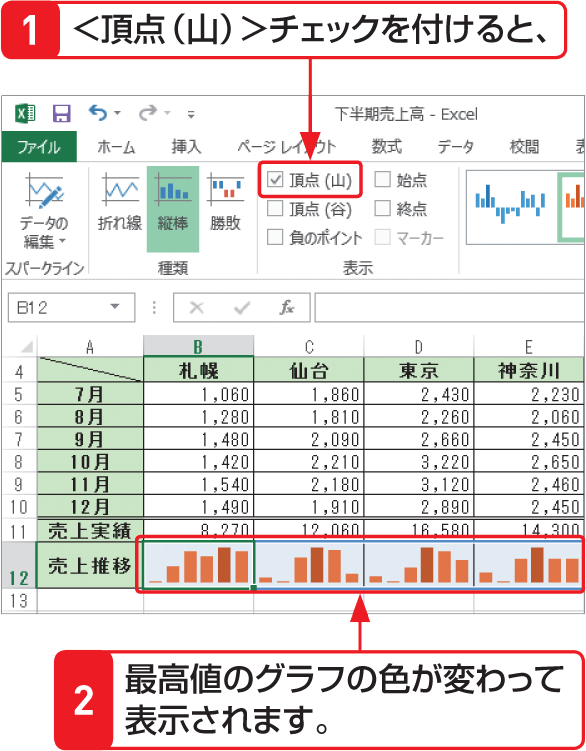 1 <頂点(山)>チェックを付けると、
下半期売上高 - Excel
ファイル ホーム 挿入 ページ レイアウト 数式 データ 校閲
データの 編集 折れ線 縦棒 勝敗
頂点 (山) 始点
頂点 (谷) 終点
負のポイント マーカー
スパークライン 種類 表示
B12 fx
A B C D E
4 札幌 仙台 東京 神奈川
5 7月 1,060 1,860 2,430 2,230
6 8月 1,280 1,810 2,260 2,060
7 9月 1,480 2,090 2,660 2,450
8 10月 1,420 2,210 3,220 2,650
9 11月 1,540 2,180 3,120 2,460
10 12月 1,490 1,910 2,890 2,450
11 売上実績 8,270 12,060 16,580 14,300
12 売上推移
13
2 最高値のグラフの色が変わって
表示されます。